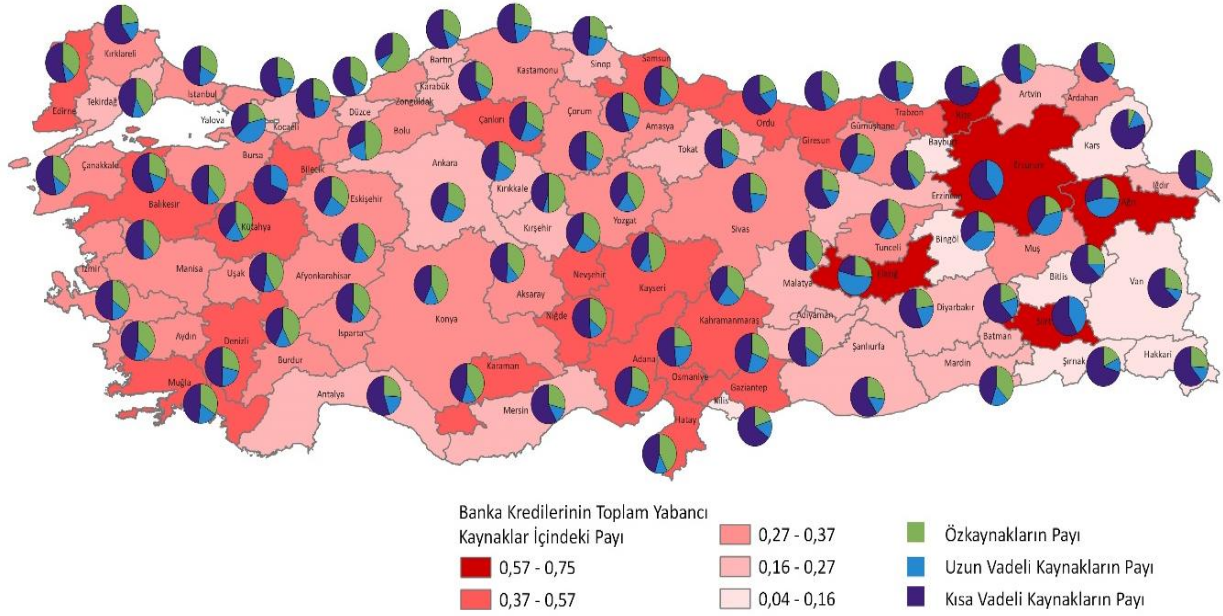 Kırklareli
Edirne
Tekirdağ
İstanbul
Yalova
Kocaeli
Düzce
Zonguldak
Bartın
Karabük
Kastamonu
Sinop
Samsun
Bolu
Çankırı
Çorum
Amasya
Ordu
Giresun
Gümüşhane
Trabzon
Rize
Artvin
Ardahan
Bayburt
Kars
Iğdır
Erzurum
Ağrı
Erzincan
Tokat
Çanakkale
Bursa
Bilecik
Balıkesir
Kütahya
Eskişehir
Ankara
Kırıkkale
Kırşehir
Yozgat
Sivas
Tunceli
Bingöl
Muş
Bitlis
Van
İzmir
Manisa
Uşak
Afyonkarahisar
Konya
Aksaray
Nevşehir
Kayseri
Malatya
Elazığ
Diyarbakır
Batman
Siirt
Şırnak
Hakkari
Aydın
Denizli
Isparta
Burdur
Niğde
Kahramanmaraş
Adıyaman
Şanlıurfa
Mardin
Muğla
Antalya
Karaman
Mersin
Adana
Osmaniye
Gaziantep
Kilis
Hatay
Banka Kredilerinin Toplam Yabancı
Kaynaklar İçindeki Payı
0,57 - 0,75
0,37 - 0,57
0,27 - 0,37
0,16 - 0,27
0,04 - 0,16
Özkaynakların Payı
Uzun Vadeli Kaynakların Payı
Kısa Vadeli Kaynakların Payı